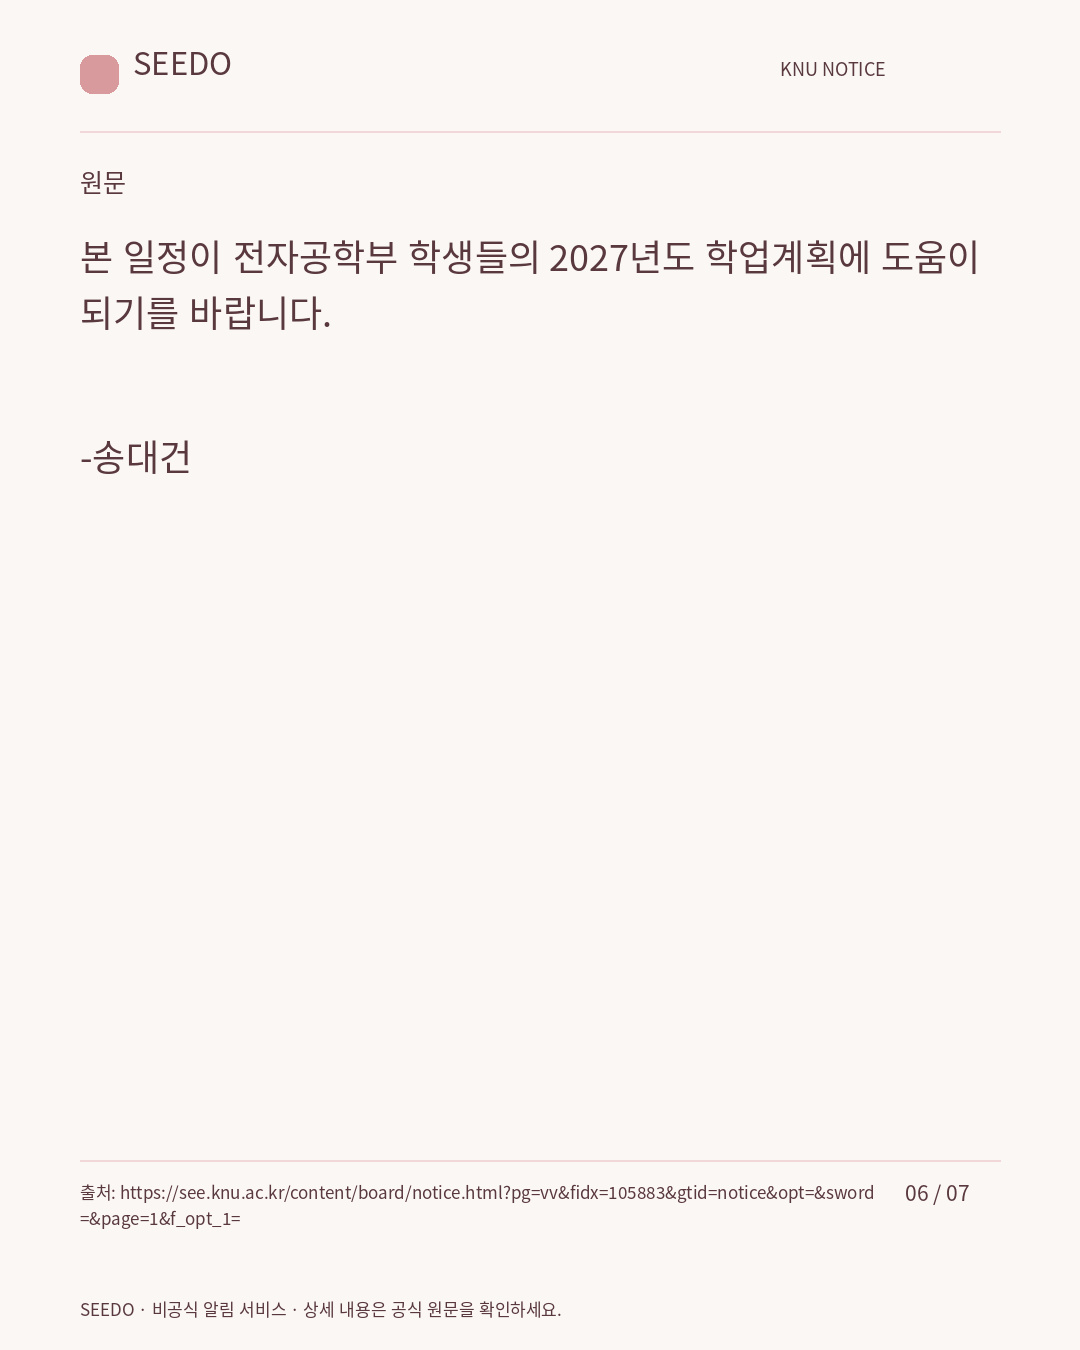 SEEDO
KNU NOTICE
원문
본 일정이 전자공학부 학생들의 2027년도 학업계획에 도움이
되기를 바랍니다.
-송대건
출처: https://see.knu.ac.kr/content/board/notice.html?pg=vv&fidx=105883&gtid=notice&opt=&sword
=&page=1&f_opt_1=
06 / 07
SEEDO · 비공식 알림 서비스 · 상세 내용은 공식 원문을 확인하세요.